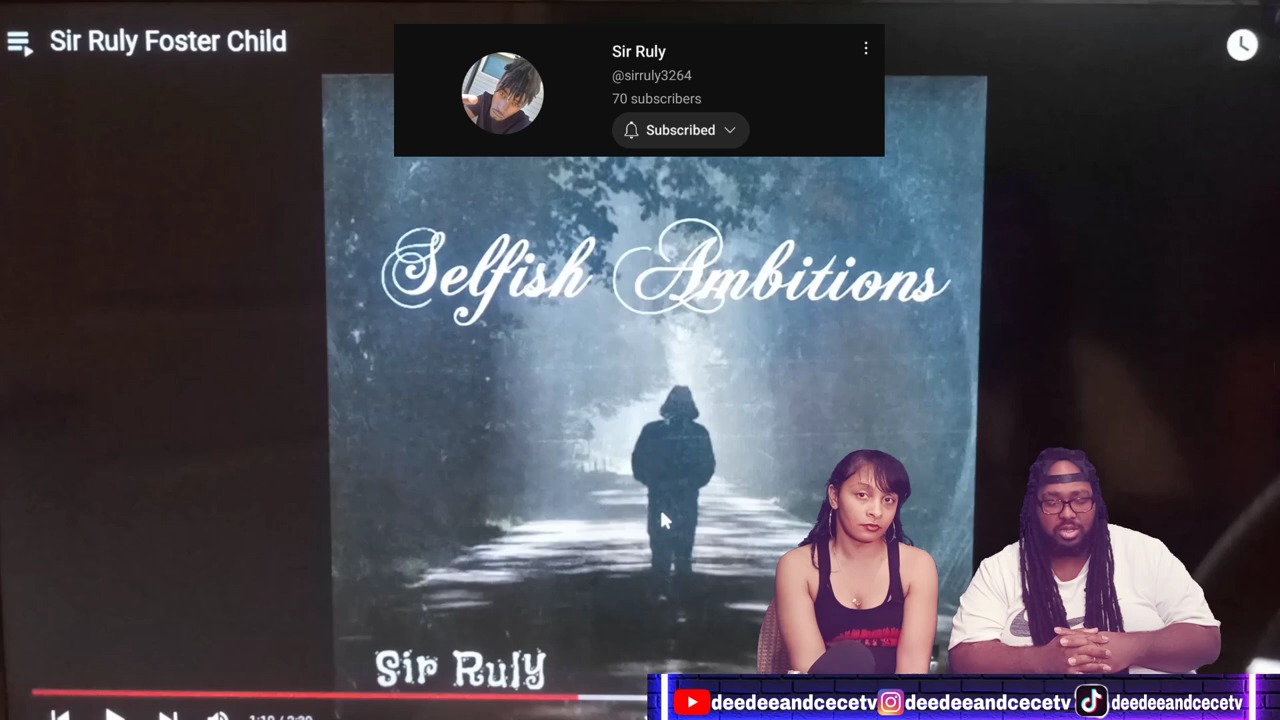 Sir Ruly Foster Child
Sir Ruly
@sirruly3264
70 subscribers
Subscribed
Selfish Ambitions
Sir Ruly
deedeeandcecetv deedeeandcecetv deedeeandcecetv